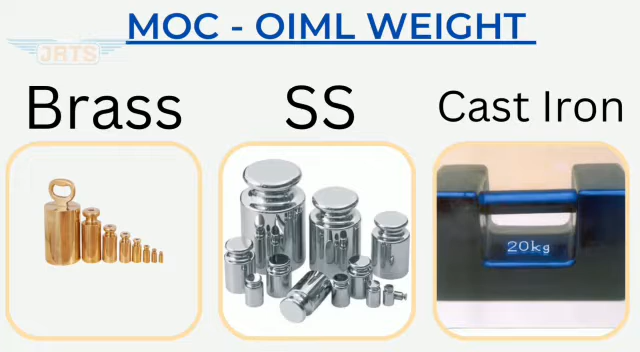 MOC - OIML WEIGHT
JRTS
Brass
SS
Cast Iron
20kg